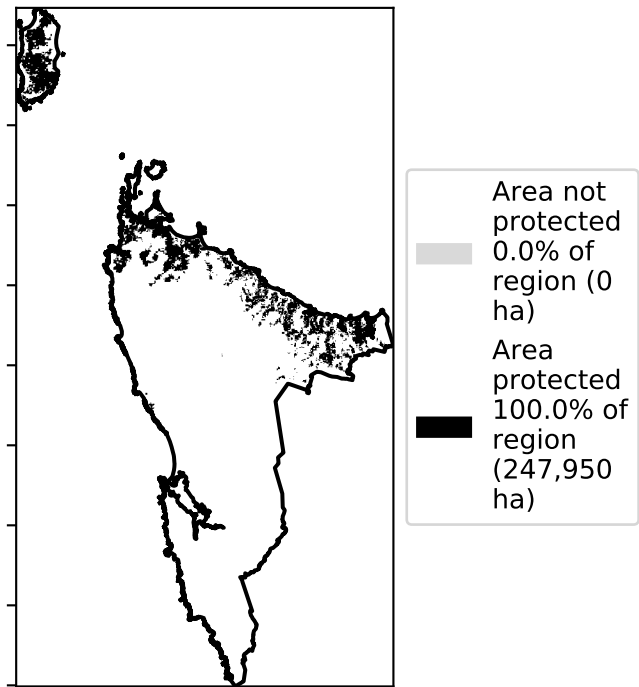 Area not
protected
0.0% of
region (0
ha)
Area
protected
100.0% of
region
(247,950
ha)